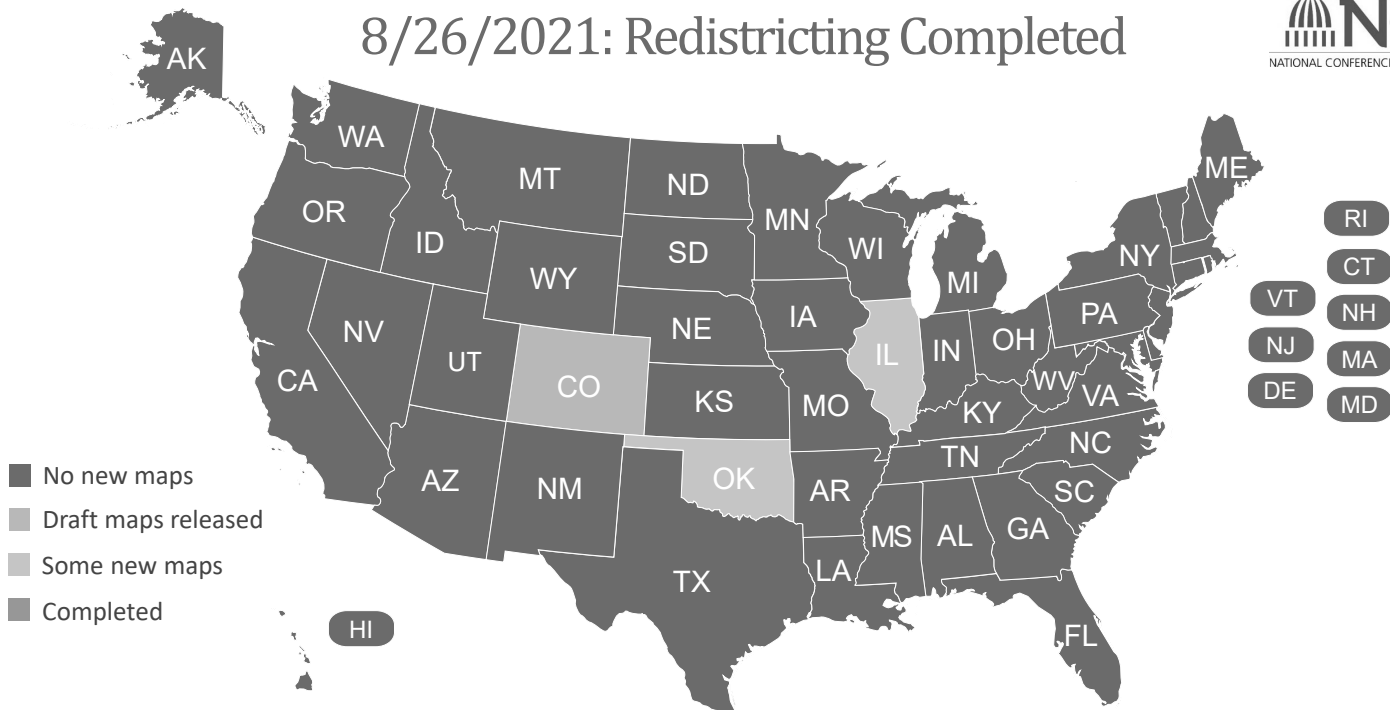 8/26/2021: Redistricting Completed
N
NATIONAL CONFERENCE
AK
WA
MT
ND
MN
ME
OR
ID
SD
WI
NY
RI
WY
MI
CT
VT
NH
NV
NE
IA
PA
NJ
UT
IL
IN
OH
MA
CA
CO
KS
MO
WV
VA
DE
KY
MD
NC
TN
AZ
NM
OK
AR
SC
MS
AL
GA
TX
LA
FL
HI
No new maps
Draft maps released
Some new maps
Completed